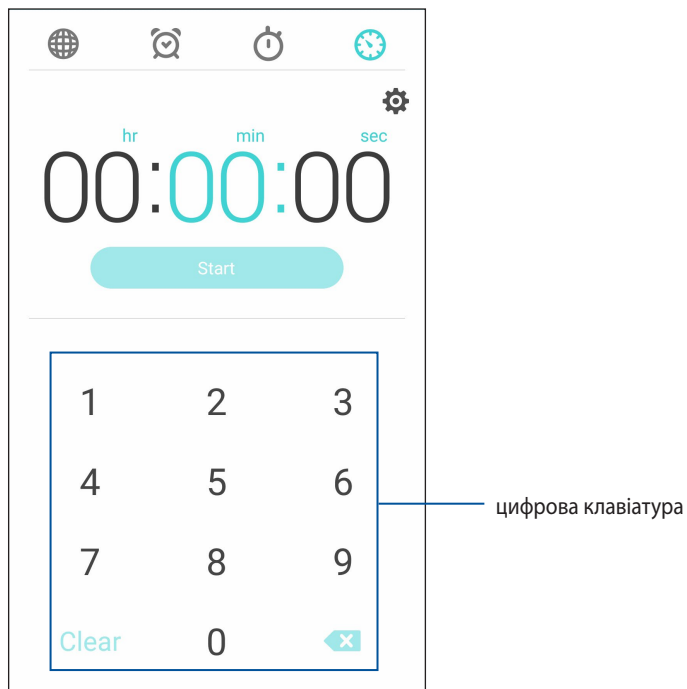 hr min sec
00:00:00
Start
1 2 3
4 5 6
цифрова клавіатура
7 8 9
Clear 0